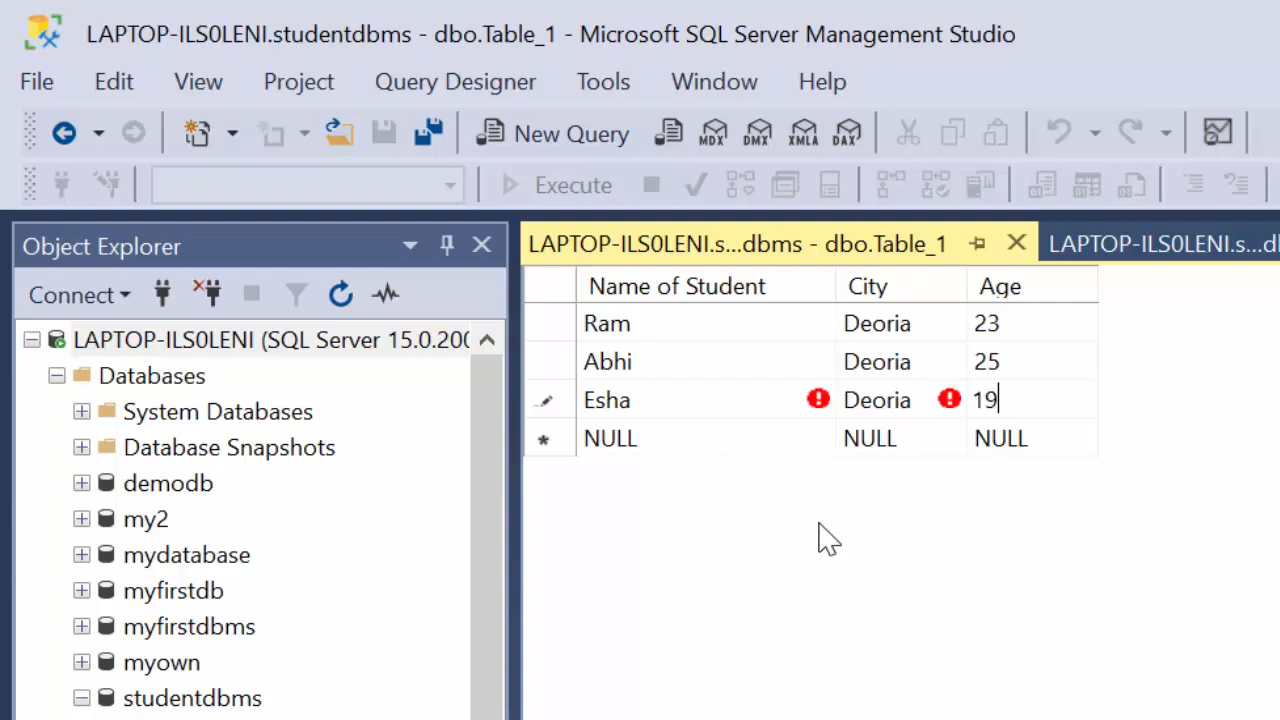 LAPTOP-ILS0LENI.studentdbms - dbo.Table_1 - Microsoft SQL Server Management Studio
File Edit View Project Query Designer Tools Window Help
New Query MDX DMX XMLA DAX
Execute
Object Explorer
Connect
LAPTOP-ILS0LENI (SQL Server 15.0.200
Databases
System Databases
Database Snapshots
demodb
my2
mydatabase
myfirstdb
myfirstdbms
myown
studentdbms
LAPTOP-ILS0LENI.s...dbms - dbo.Table_1
LAPTOP-ILS0LENI.s...d
Name of Student City Age
Ram Deoria 23
Abhi Deoria 25
Esha Deoria 19
NULL NULL NULL